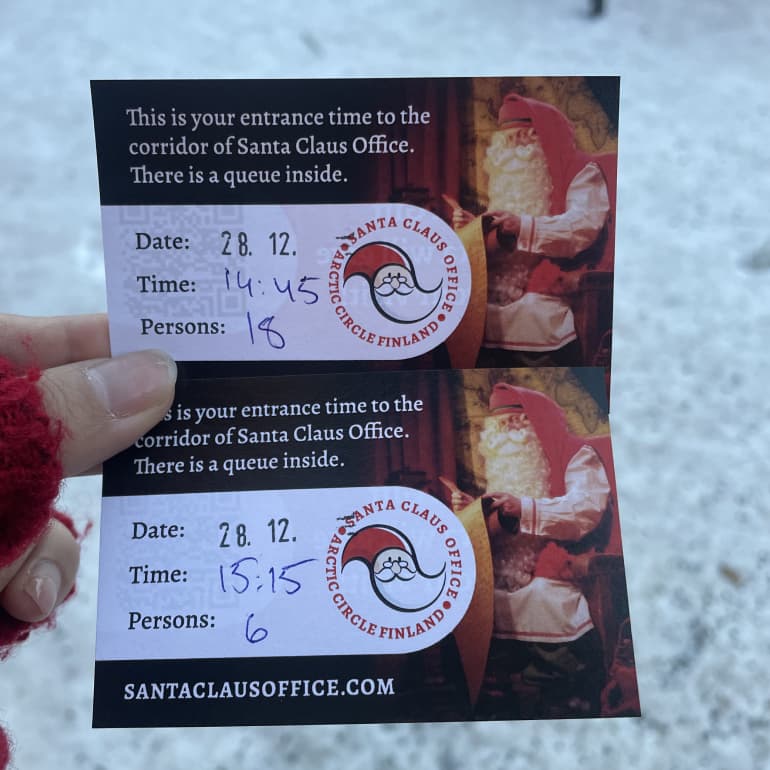 This is your entrance time to the
corridor of Santa Claus Office.
There is a queue inside.
Date: 28. 12.
Time: 14:45
Persons: 18
SANTA CLAUS OFFICE
ARCTIC CIRCLE FINLAND
s is your entrance time to the
corridor of Santa Claus Office.
There is a queue inside.
Date: 28. 12.
Time: 15:15
Persons: 6
SANTA CLAUS OFFICE
ARCTIC CIRCLE FINLAND
SANTACLAUSOFFICE.COM